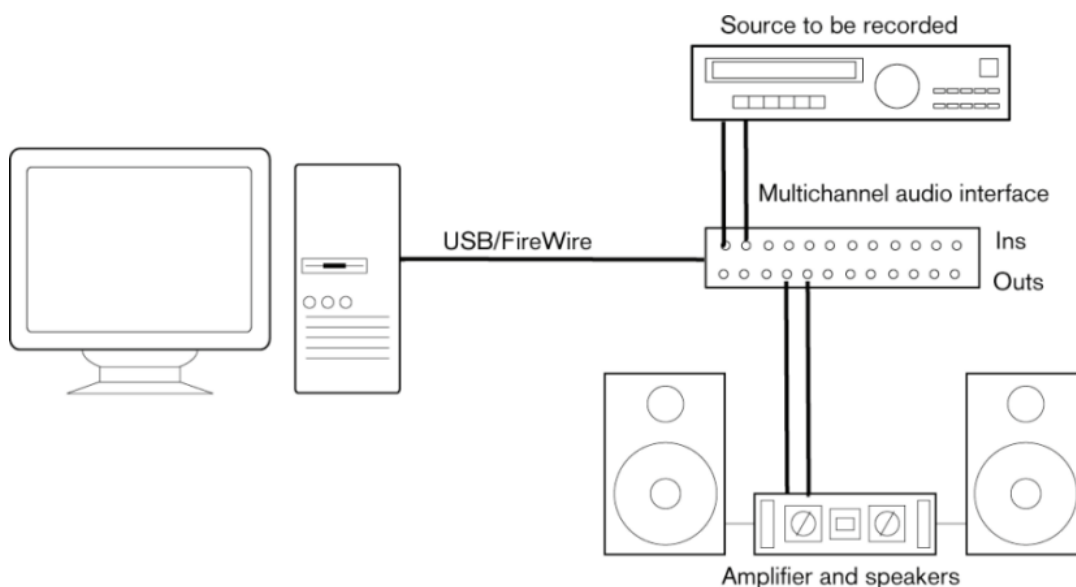 Source to be recorded
Multichannel audio interface
USB/FireWire
Ins
Outs
Amplifier and speakers